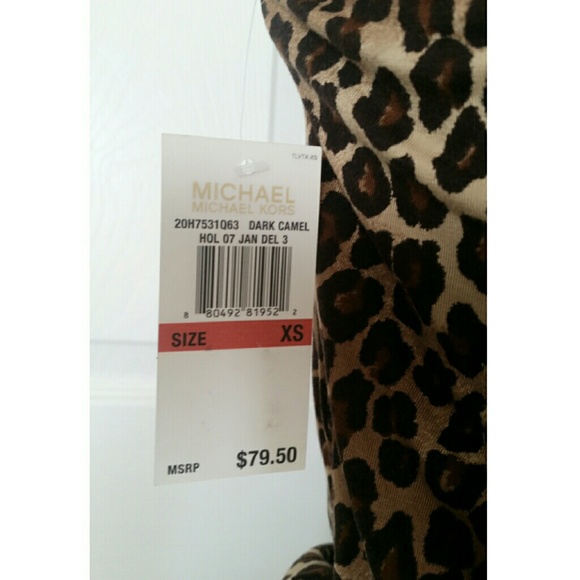 MICHAEL
MICHAEL KORS
20H7531Q63 DARK CAMEL
HOL 07 JAN DEL 3
8 80492 81952 2
SIZE XS
MSRP $79.50